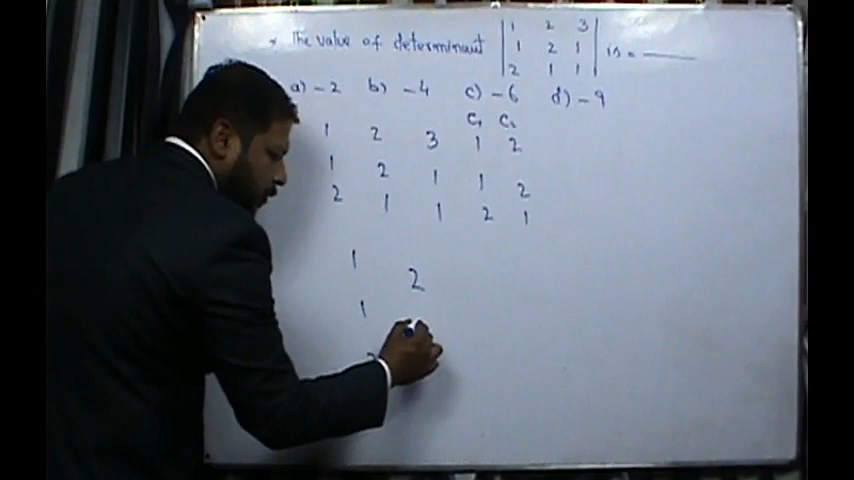 * The value of determinant | 1 2 3 | is = ______
| 1 2 1 |
| 2 1 1 |
a) -2 b) -4 c) -6 d) -9
C₁ C₂
1 2 3 1 2
1 2 1 1 2
2 1 1 2 1
1 2
1
2